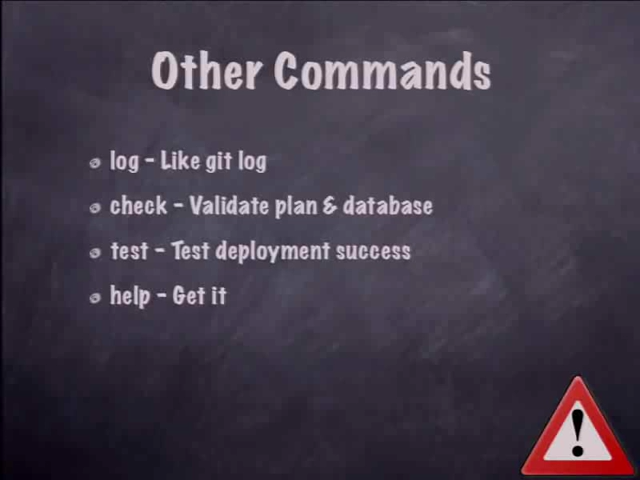 Other Commands
log - Like git log
check - Validate plan & database
test - Test deployment success
help - Get it
!